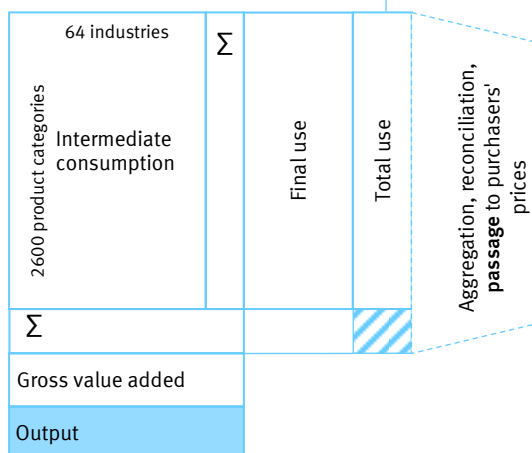 64 industries
Σ
2600 product categories
Intermediate
consumption
Final use
Total use
Aggregation, reconciliation,
passage to purchasers'
prices
Σ
Gross value added
Output